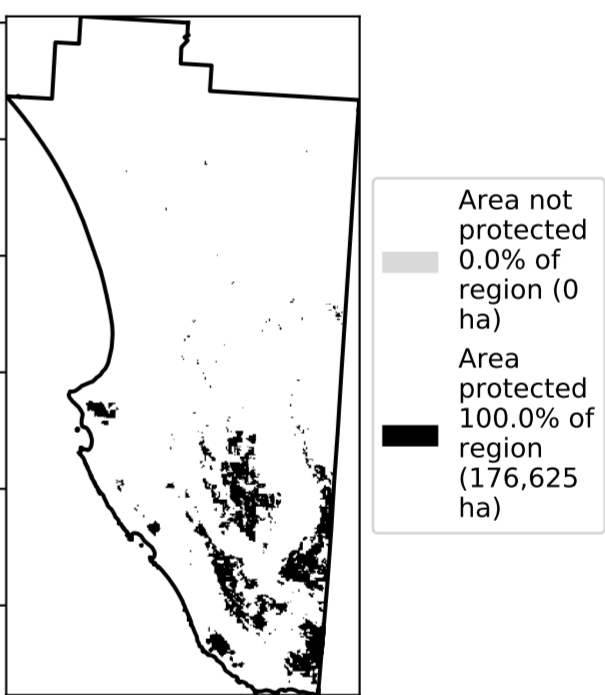 Area not
protected
0.0% of
region (0
ha)
Area
protected
100.0% of
region
(176,625
ha)